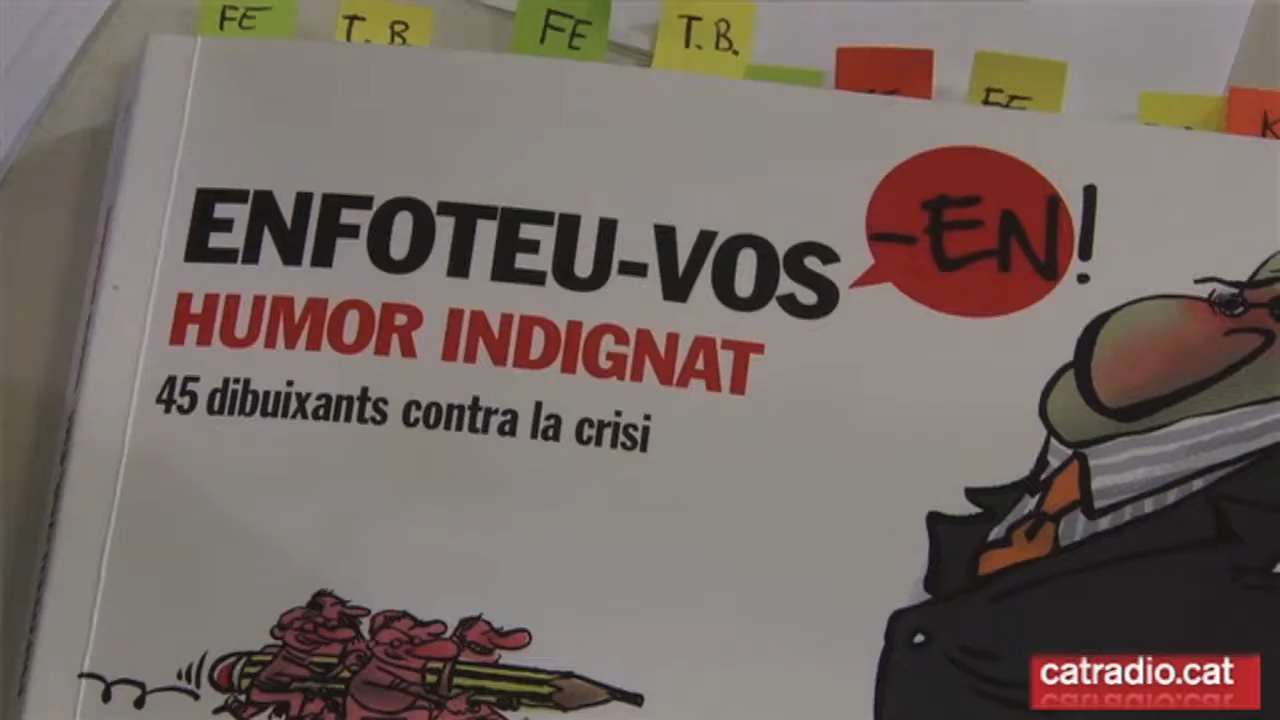 FE
T. B.
FE
T. B.
ENFOTEU-VOS
-EN!
HUMOR INDIGNAT
45 dibuixants contra la crisi
catradio.cat